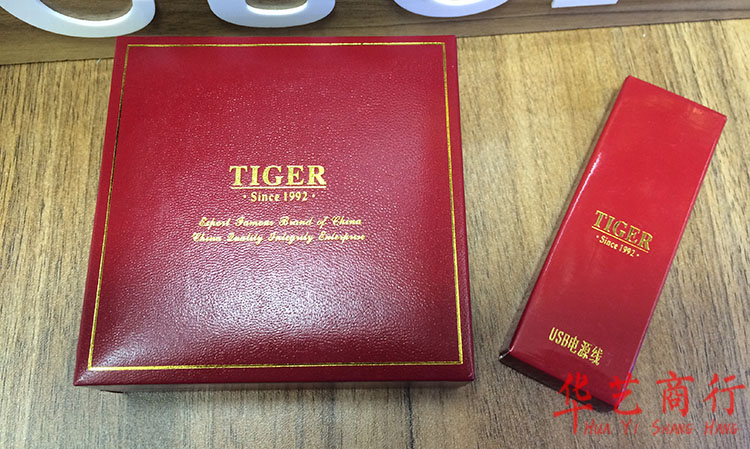 TIGER
· Since 1992 ·
Export Famous Brand of China
China Quality Integrity Enterprise
TIGER
· Since 1992 ·
USB电源线
华艺商行
HUA YI SHANG HANG